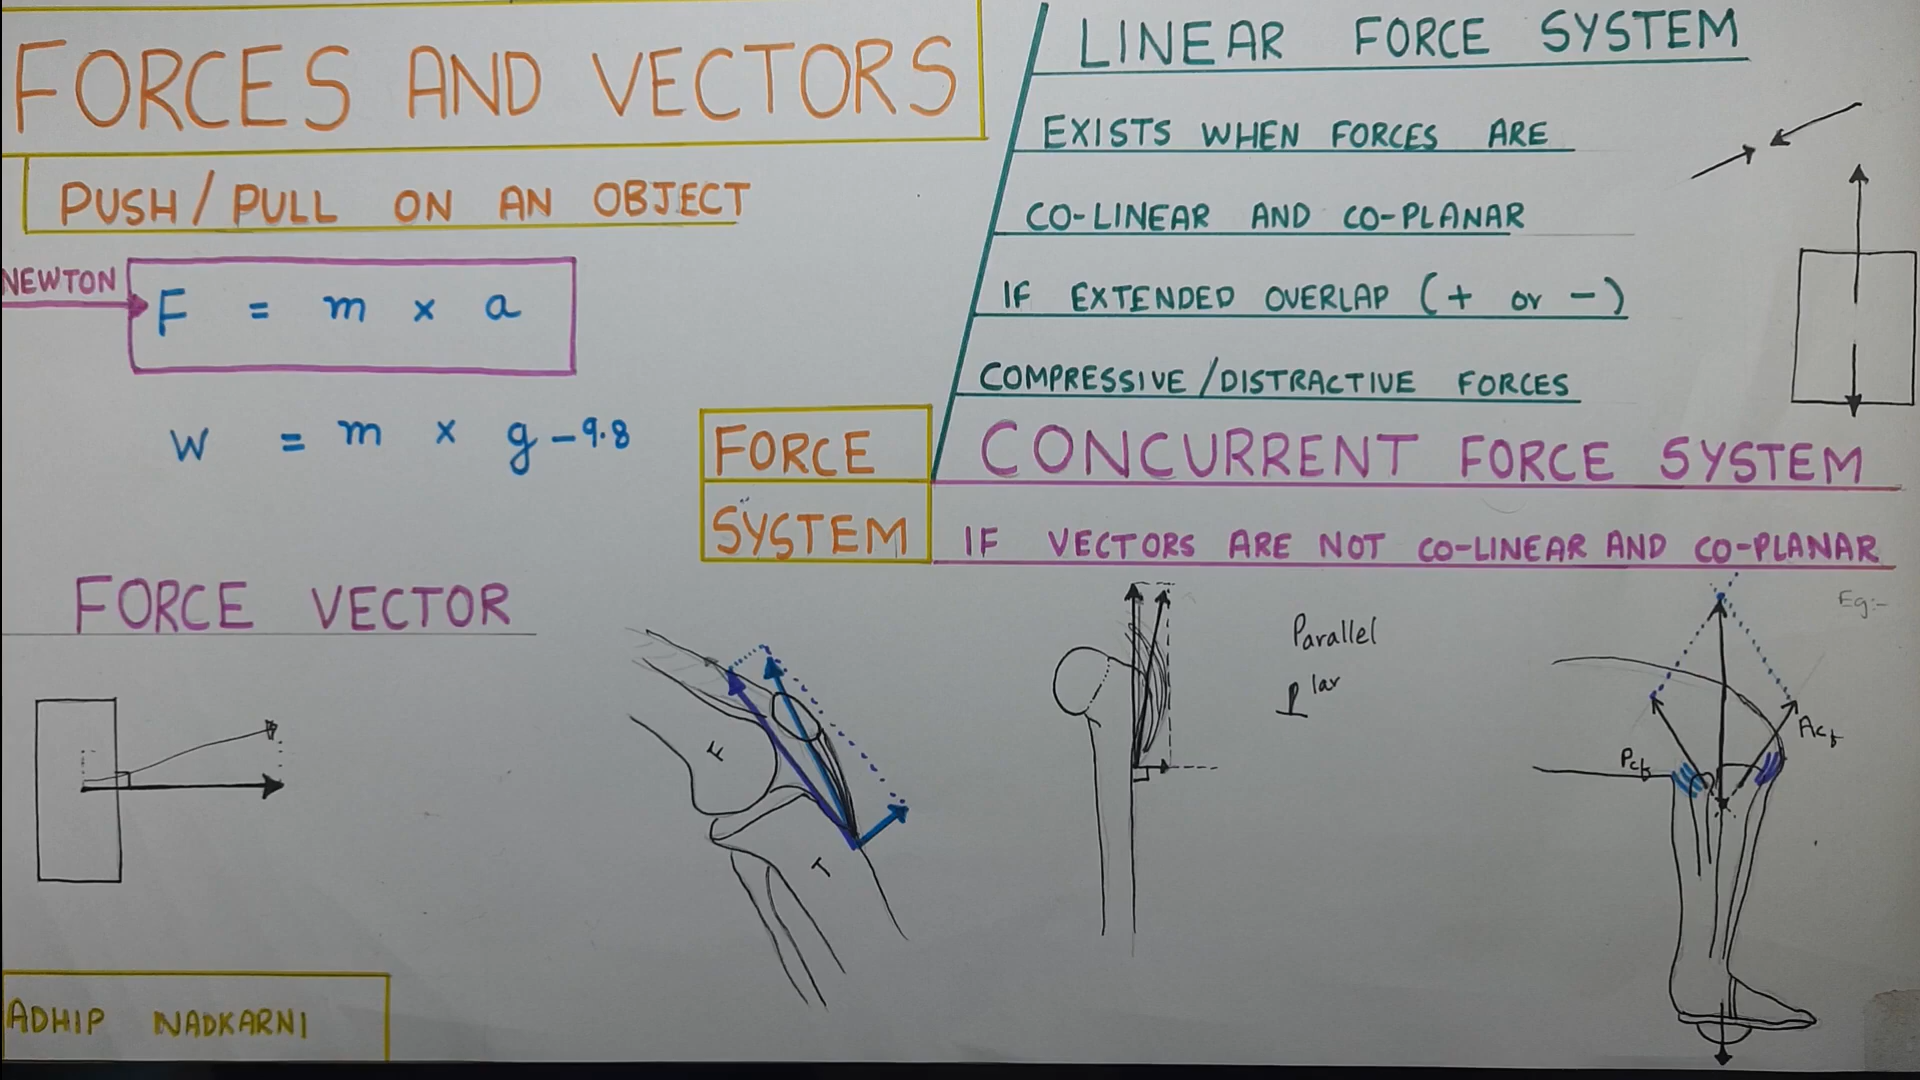 FORCES AND VECTORS
PUSH/PULL ON AN OBJECT
NEWTON
F = m x a
W = m x g - 9.8
FORCE VECTOR
F
T
ADHIP NADKARNI
FORCE
SYSTEM
LINEAR FORCE SYSTEM
EXISTS WHEN FORCES ARE
CO-LINEAR AND CO-PLANAR
IF EXTENDED OVERLAP (+ or -)
COMPRESSIVE/DISTRACTIVE FORCES
CONCURRENT FORCE SYSTEM
IF VECTORS ARE NOT CO-LINEAR AND CO-PLANAR
Parallel
⊥lar
Eg:-